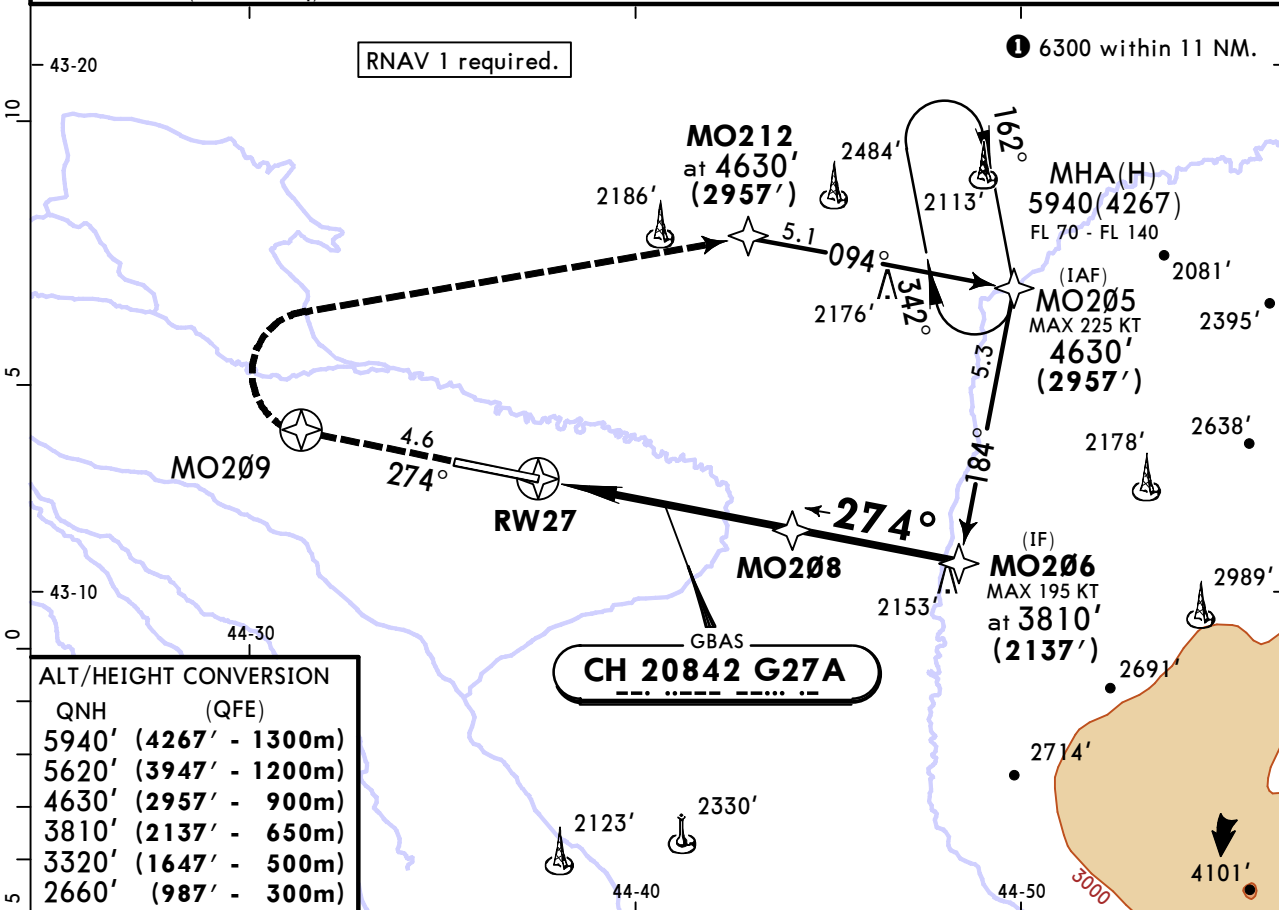 RNAV 1 required.
❶ 6300 within 11 NM.
43-20
10
MO212
at 4630'
(2957')
2484'
162°
2186'
2113'
MHA(H)
5940(4267)
FL 70 - FL 140
5.1
094°
2176'
342°
(IAF)
MO205
MAX 225 KT
4630'
(2957')
2081'
2395'
5
5.3
184°
2638'
2178'
MO209
4.6
274°
RW27
274°
MO208
(IF)
MO206
MAX 195 KT
at 3810'
(2137')
2153'
2989'
43-10
0
44-30
GBAS
CH 20842 G27A
2691'
2714'
ALT/HEIGHT CONVERSION
QNH (QFE)
5940' (4267' - 1300m)
5620' (3947' - 1200m)
4630' (2957' - 900m)
3810' (2137' - 650m)
3320' (1647' - 500m)
2660' (987' - 300m)
2123'
2330'
44-40
44-50
3000
4101'
5